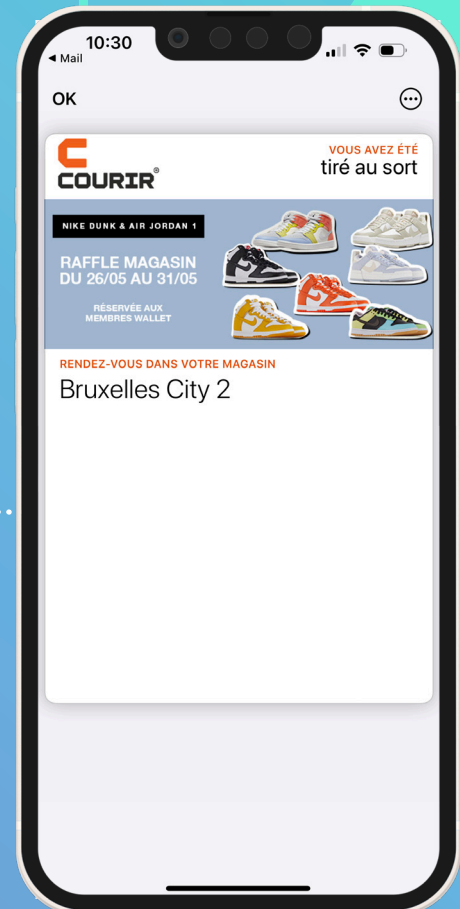 10:30
◀ Mail
OK
COURIR®
VOUS AVEZ ÉTÉ
tiré au sort
NIKE DUNK & AIR JORDAN 1
RAFFLE MAGASIN
DU 26/05 AU 31/05
RÉSERVÉE AUX
MEMBRES WALLET
RENDEZ-VOUS DANS VOTRE MAGASIN
Bruxelles City 2